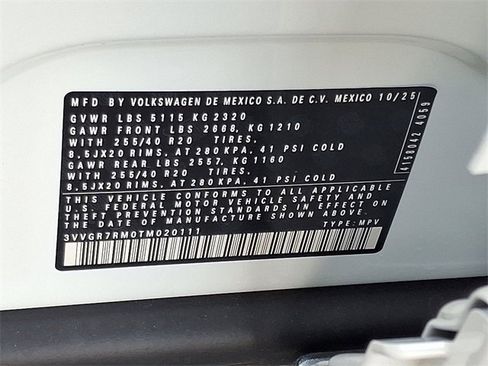 MFD BY VOLKSWAGEN DE MEXICO S.A. DE C.V. MEXICO 10/25
GVWR LBS 5115 KG 2320
GAWR FRONT LBS 2668, KG 1210
WITH 255/40 R20 TIRES.
8.5JX20 RIMS, AT 280 KPA, 41 PSI COLD
GAWR REAR LBS 2557, KG 1160
WITH 255/40 R20 TIRES.
8.5JX20 RIMS, AT 280 KPA, 41 PSI COLD
THIS VEHICLE CONFORMS TO ALL APPLICABLE
U.S. FEDERAL MOTOR VEHICLE SAFETY AND
THEFT PREVENTION STANDARDS IN EFFECT ON
THE DATE OF MANUFACTURE SHOWN ABOVE.
3VVGR7RM0TM020111 TYPE: MPV
4158042 4059